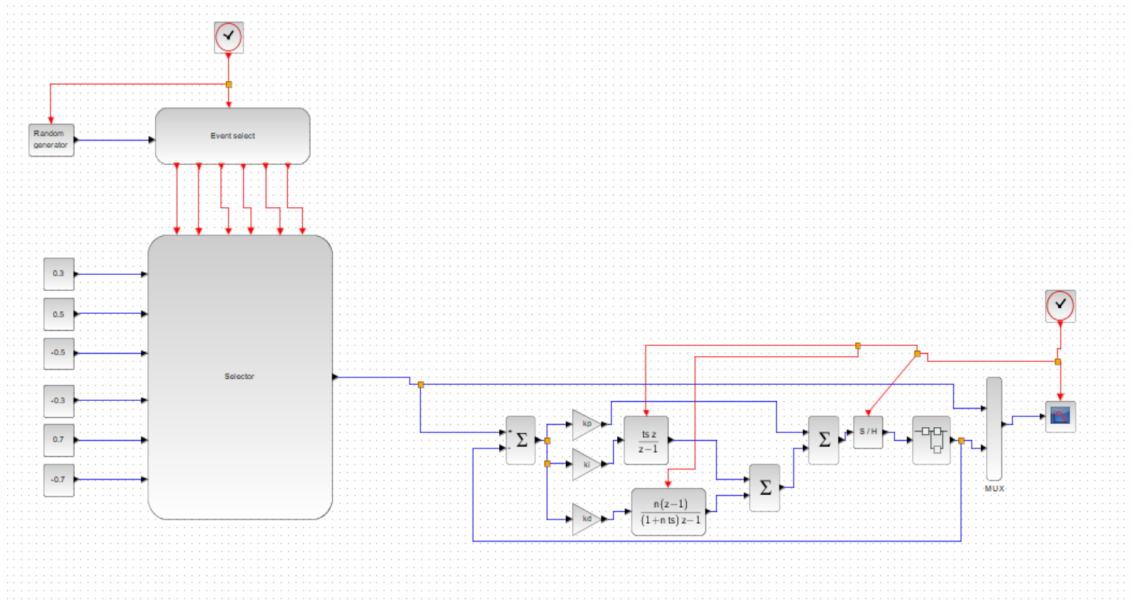 Random
generator
Event select
0.3
0.5
-0.5
-0.3
0.7
-0.7
Selector
+
-
Σ
kp
ki
kd
ts z
z−1
n(z−1)
(1+n ts) z−1
Σ
Σ
S / H
MUX